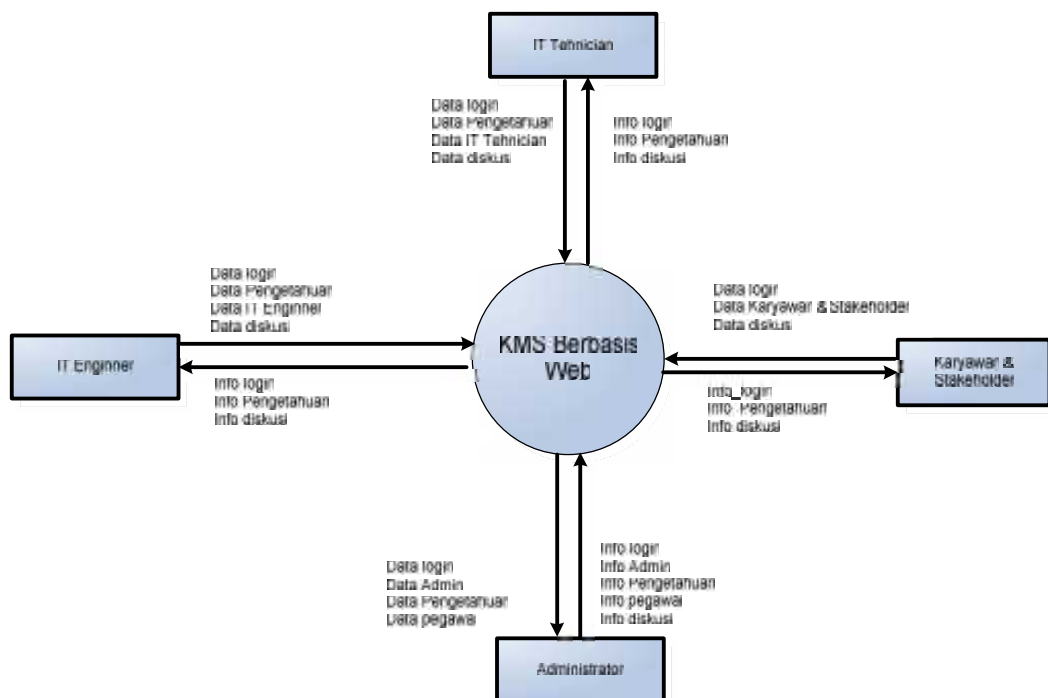 IT Tehnician
Data login
Data Pengetahuan
Data IT Tehnician
Data diskusi
Info login
Info Pengetahuan
Info diskusi
Data login
Data Pengetahuan
Data IT Enginner
Data diskusi
Data login
Data Karyawan & Stakeholder
Data diskusi
KMS Berbasis
Web
IT Enginner
Karyawan &
Stakeholder
Info login
Info Pengetahuan
Info diskusi
Info_login
Info Pengetahuan
Info diskusi
Data login
Data Admin
Data Pengetahuan
Data pegawai
Info login
Info Admin
Info Pengetahuan
Info pegawai
Info diskusi
Administrator